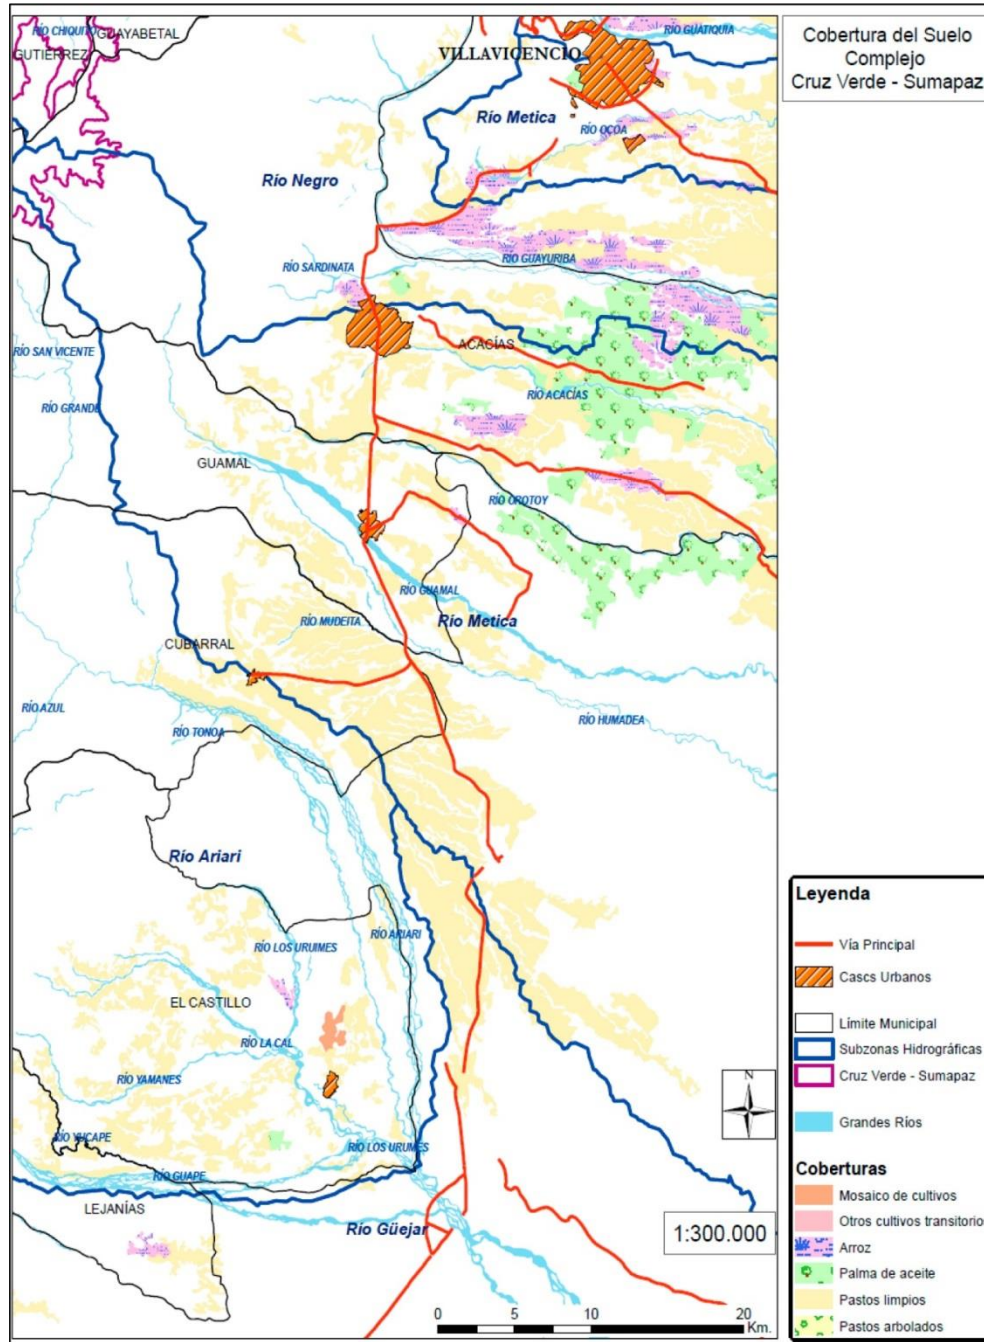 Cobertura del Suelo
Complejo
Cruz Verde - Sumapaz
RÍO CHIQUITO
GUAYABETAL
GUTIÉRREZ
VILLAVICENCIO
RÍO GUATIQUIA
Río Metica
RÍO OCOA
Río Negro
RÍO SARDINATA
RÍO GUAYURIBA
ACACÍAS
RÍO SAN VICENTE
RÍO GRANDE
RÍO ACACÍAS
GUAMAL
RÍO OROTOY
RÍO GUAMAL
Río Metica
RÍO MUDEITA
CUBARRAL
RÍO AZUL
RÍO TONOA
RÍO HUMADEA
Río Ariari
RÍO ARIARI
RÍO LOS URUIMES
EL CASTILLO
RÍO LA CAL
RÍO YAMANES
RÍO YUCAPE
RÍO LOS URUMES
RÍO GUAPE
LEJANÍAS
Río Güejar
N
1:300.000
0 5 10 20
Km.
Leyenda
Vía Principal
Cascs Urbanos
Límite Municipal
Subzonas Hidrográficas
Cruz Verde - Sumapaz
Grandes Ríos
Coberturas
Mosaico de cultivos
Otros cultivos transitorio
Arroz
Palma de aceite
Pastos limpios
Pastos arbolados